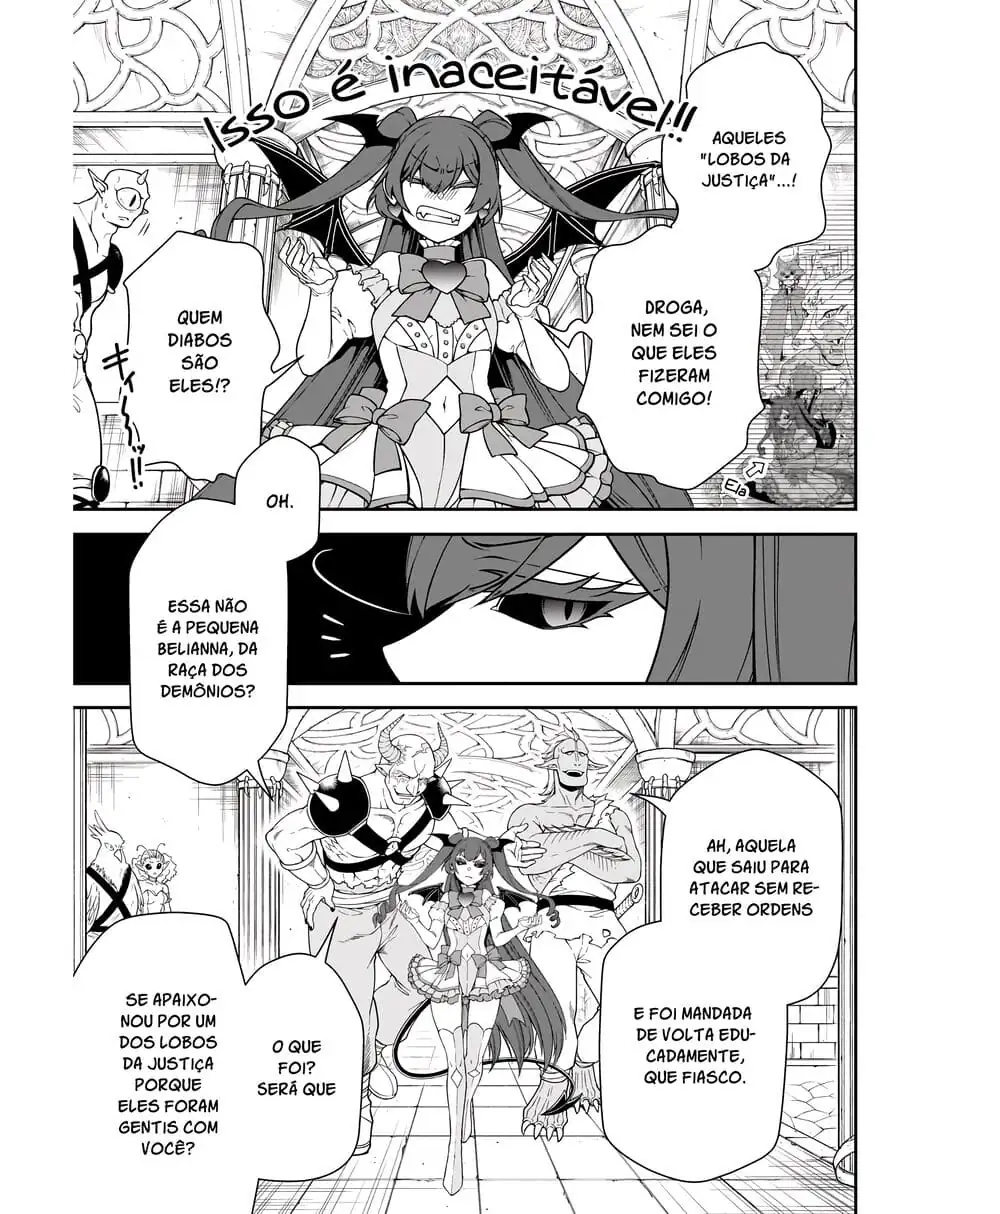 Isso é inaceitável!!
AQUELES
"LOBOS DA
JUSTIÇA"...!
DROGA,
NEM SEI O
QUE ELES
FIZERAM
COMIGO!
Ela
QUEM
DIABOS
SÃO
ELES!?
キーッ!!
OH.
ESSA NÃO
É A PEQUENA
BELIANNA, DA
RAÇA DOS
DEMÔNIOS?
AH, AQUELA
QUE SAIU PARA
ATACAR SEM RE-
CEBER ORDENS
E FOI MANDADA
DE VOLTA EDU-
CADAMENTE,
QUE FIASCO.
O QUE
FOI?
SERÁ QUE
SE APAIXO-
NOU POR UM
DOS LOBOS
DA JUSTIÇA
PORQUE
ELES FORAM
GENTIS COM
VOCÊ?